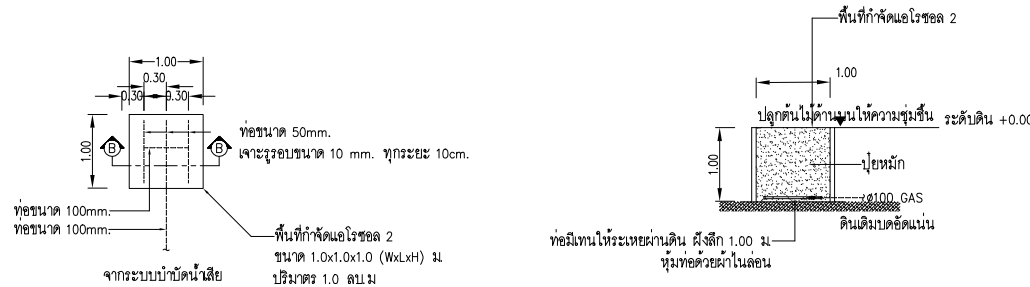 1.00
0.30
0.30 0.30
1.00
B B
ท่อขนาด 50mm.
เจาะรูรอบขนาด 10 mm. ทุกระยะ 10cm.
ท่อขนาด 100mm.
ท่อขนาด 100mm.
พื้นที่กำจัดแอโรซอล 2
ขนาด 1.0x1.0x1.0 (WxLxH) ม.
ปริมาตร 1.0 ลบ.ม
จากระบบบำบัดน้ำเสีย
พื้นที่กำจัดแอโรซอล 2
1.00
ปลูกต้นไม้ด้านบนให้ความชุ่มชื้น
ระดับดิน +0.00
1.00
ปุ๋ยหมัก
ø100 GAS
ดินเดิมบดอัดแน่น
ท่อมีเทนให้ระเหยผ่านดิน ฝังลึก 1.00 ม.
หุ้มท่อด้วยผ้าไนล่อน